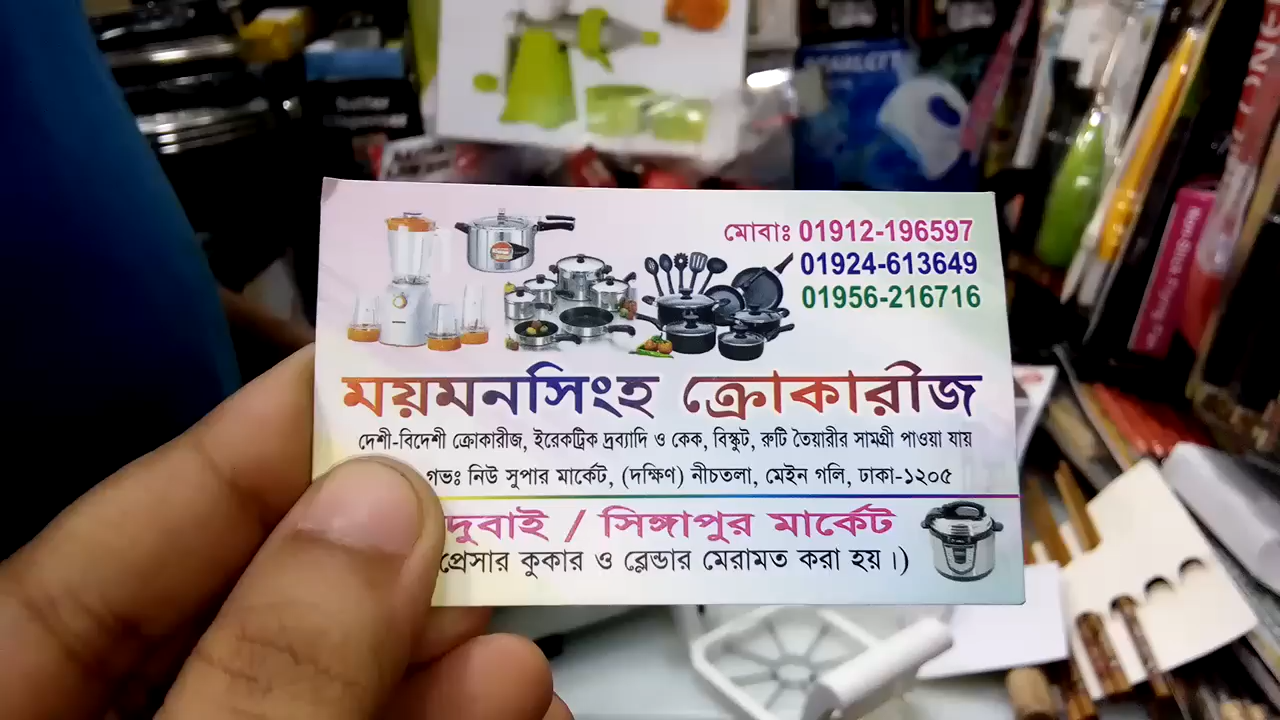 মোবাঃ 01912-196597
01924-613649
01956-216716
ময়মনসিংহ ক্রোকারীজ
দেশী-বিদেশী ক্রোকারীজ, ইরেকট্রিক দ্রব্যাদি ও কেক, বিস্কুট, রুটি তৈয়ারীর সামগ্রী পাওয়া যায়
গভঃ নিউ সুপার মার্কেট, (দক্ষিণ) নীচতলা, মেইন গলি, ঢাকা-১২০৫
দুবাই / সিঙ্গাপুর মার্কেট
প্রেসার কুকার ও ব্লেন্ডার মেরামত করা হয়।)